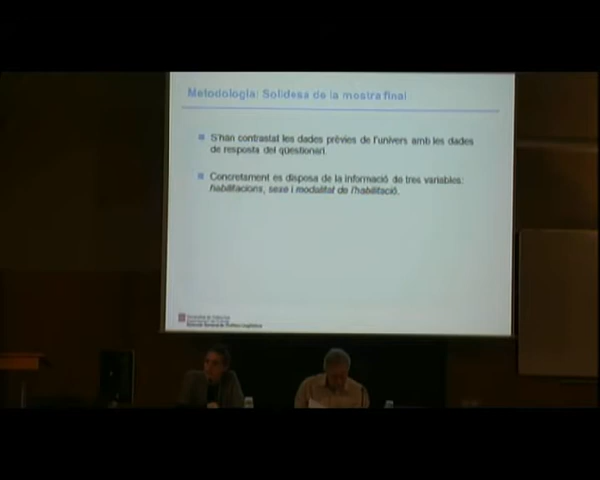 Metodologia: Solidesa de la mostra final
S'han contrastat les dades prèvies de l'univers amb les dades
de resposta del qüestionari.
Concretament es disposa de la informació de tres variables:
habilitacions, sexe i modalitat de l'habilitació.